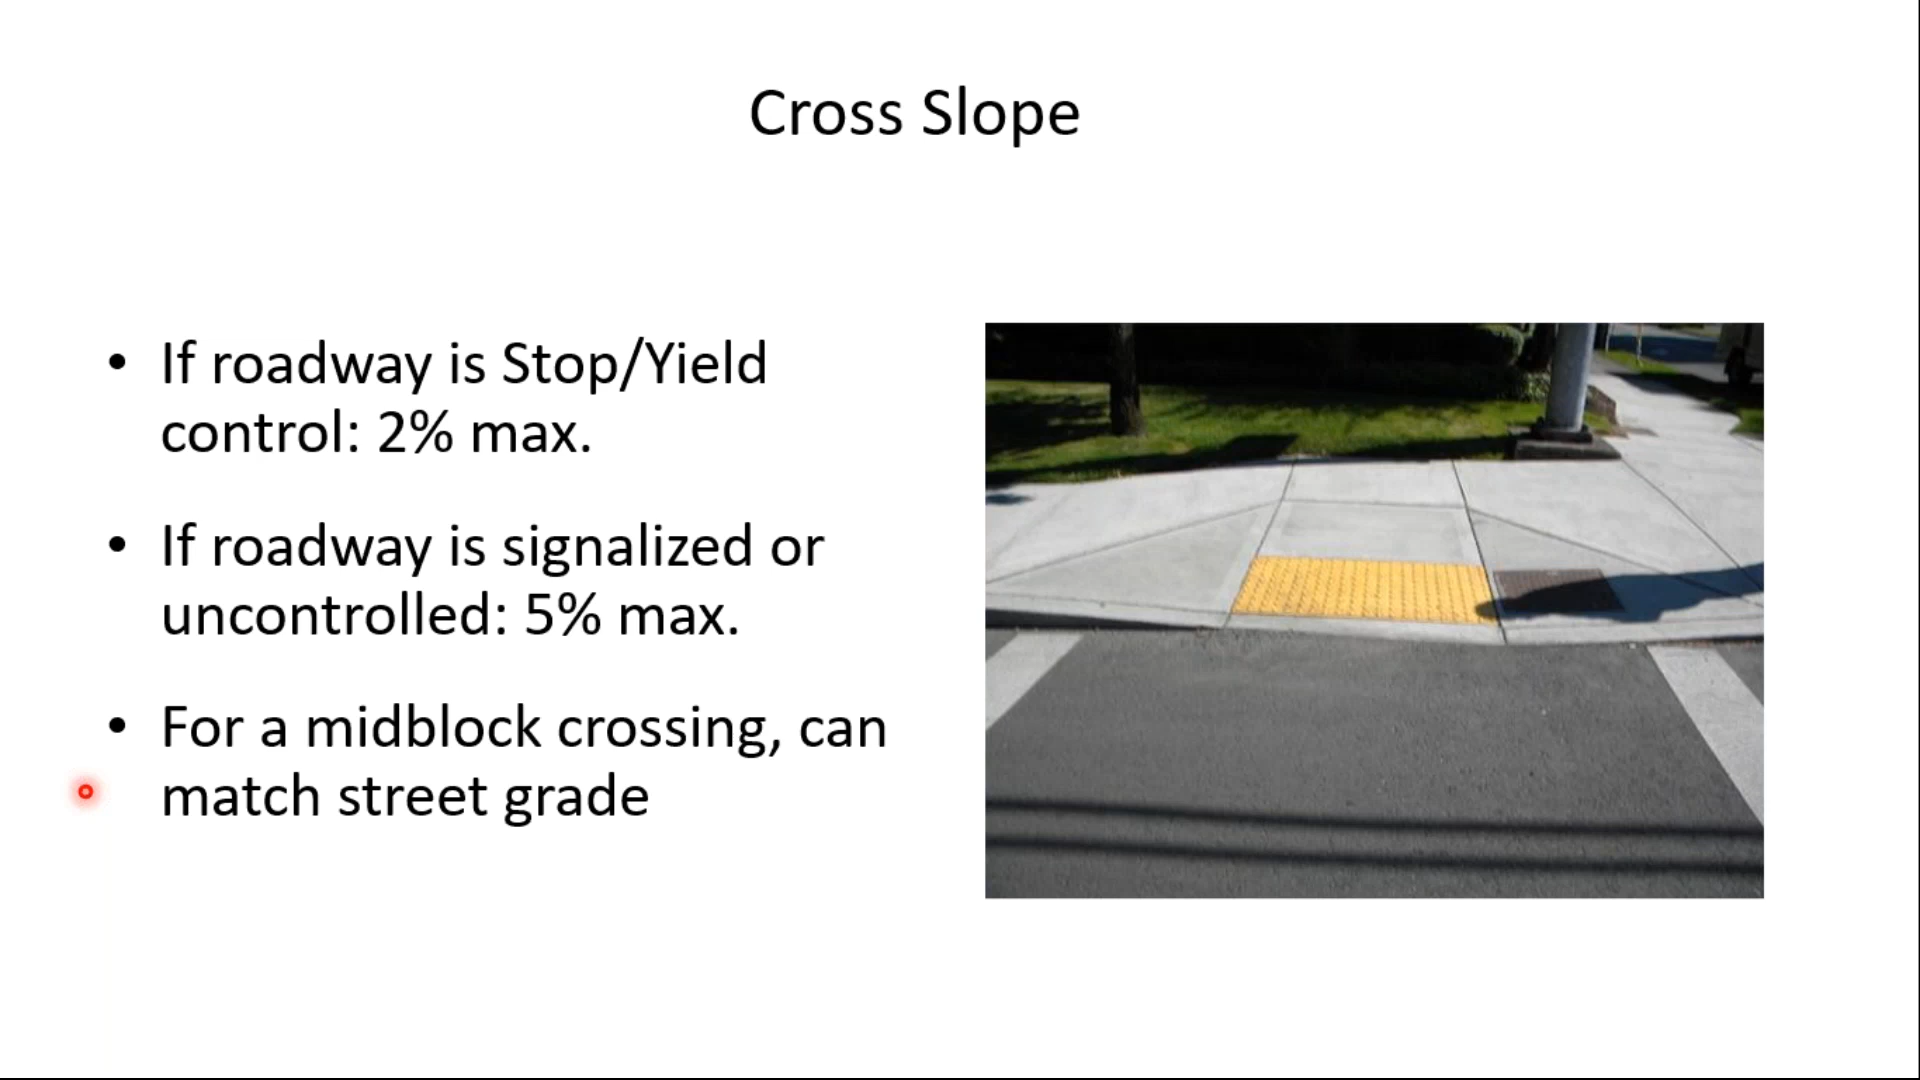 Cross Slope
• If roadway is Stop/Yield
control: 2% max.
• If roadway is signalized or
uncontrolled: 5% max.
• For a midblock crossing, can
match street grade